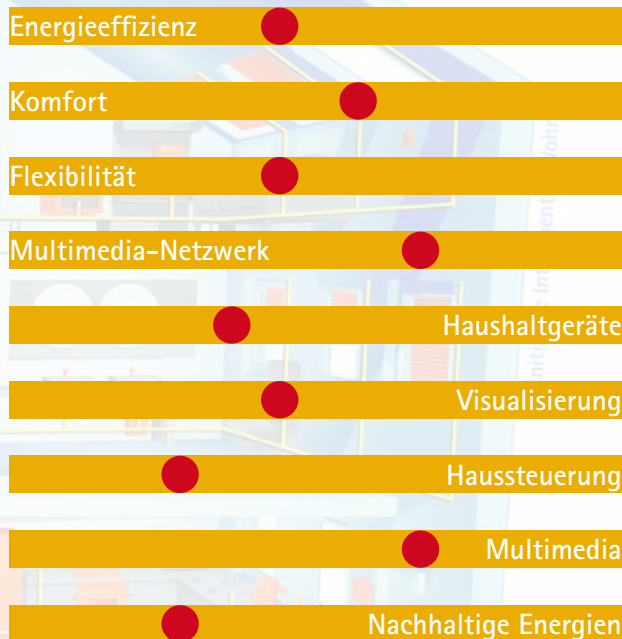 Energieeffizienz
Komfort
Flexibilität
Multimedia-Netzwerk
Haushaltgeräte
Visualisierung
Haussteuerung
Multimedia
Nachhaltige Energien